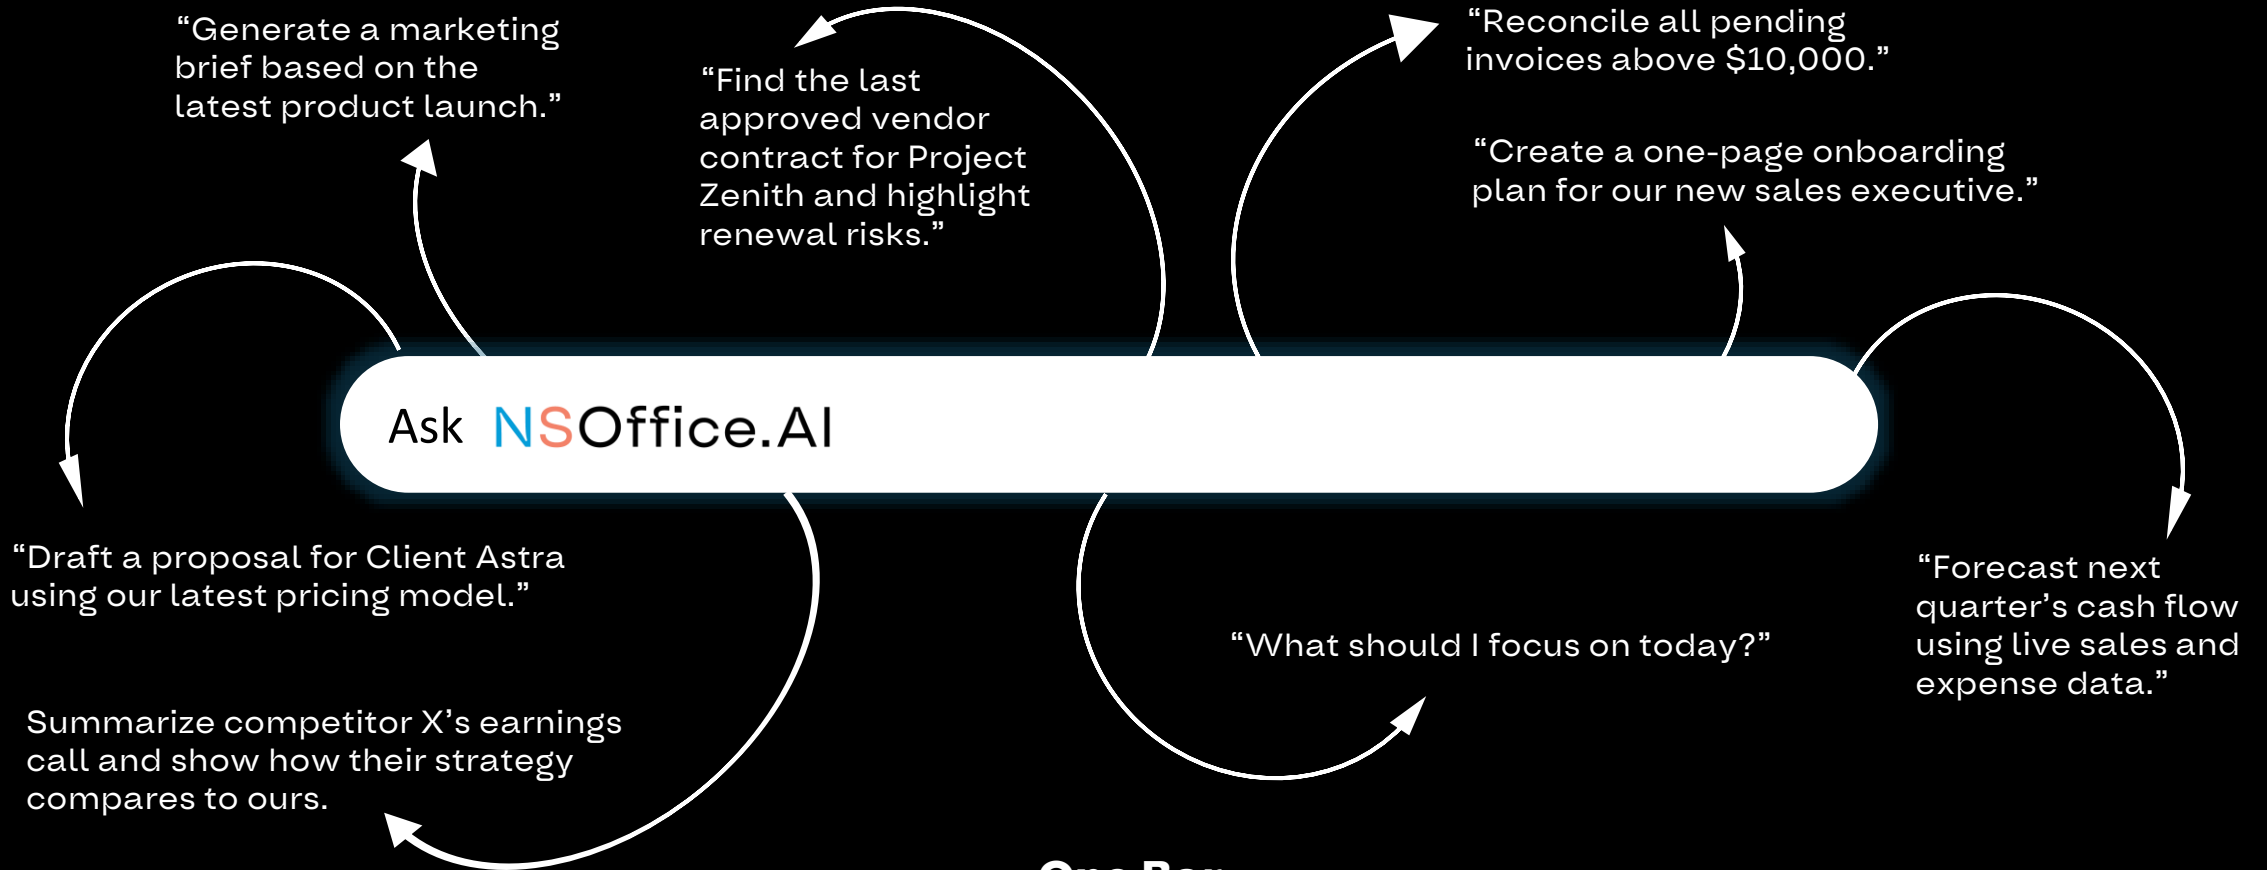 “Generate a marketing
brief based on the
latest product launch.”
“Find the last
approved vendor
contract for Project
Zenith and highlight
renewal risks.”
“Reconcile all pending
invoices above $10,000.”
“Create a one-page onboarding
plan for our new sales executive.”
Ask NSOffice.AI
“Draft a proposal for Client Astra
using our latest pricing model.”
“Forecast next
quarter’s cash flow
using live sales and
expense data.”
“What should I focus on today?”
Summarize competitor X’s earnings
call and show how their strategy
compares to ours.